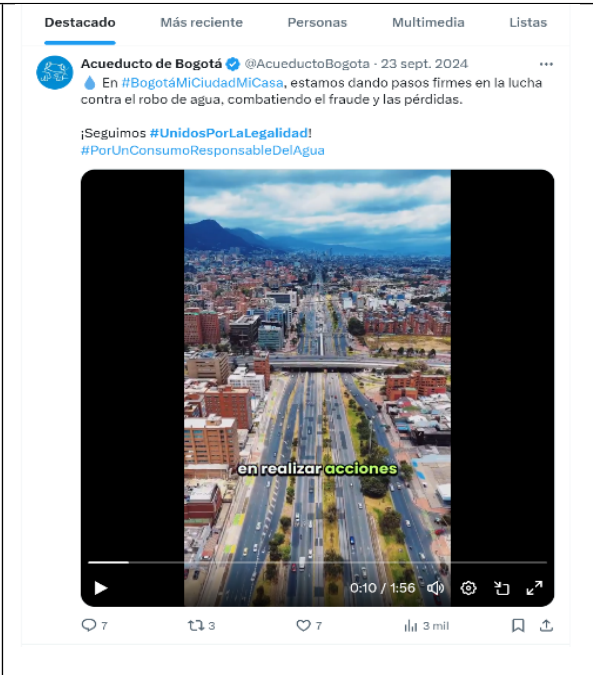 Destacado Más reciente Personas Multimedia Listas
Acueducto de Bogotá @AcueductoBogota · 23 sept. 2024 ···
💧 En #BogotáMiCiudadMiCasa, estamos dando pasos firmes en la lucha
contra el robo de agua, combatiendo el fraude y las pérdidas.
¡Seguimos #UnidosPorLaLegalidad!
#PorUnConsumoResponsableDelAgua
en realizar acciones
0:10 / 1:56
7 3 7 3 mil